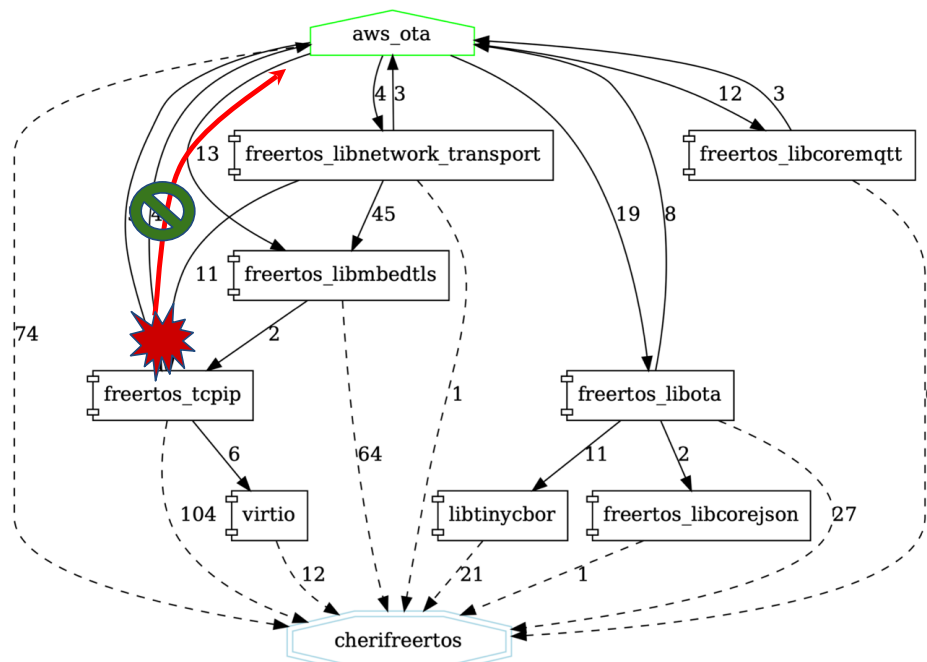 aws_ota
4
3
12
3
13
freertos_libnetwork_transport
freertos_libcoremqtt
4
45
19
8
11
freertos_libmbedtls
74
2
1
freertos_tcpip
freertos_libota
6
64
11
2
virtio
libtinycbor
freertos_libcorejson
104
27
12
21
1
cherifreertos